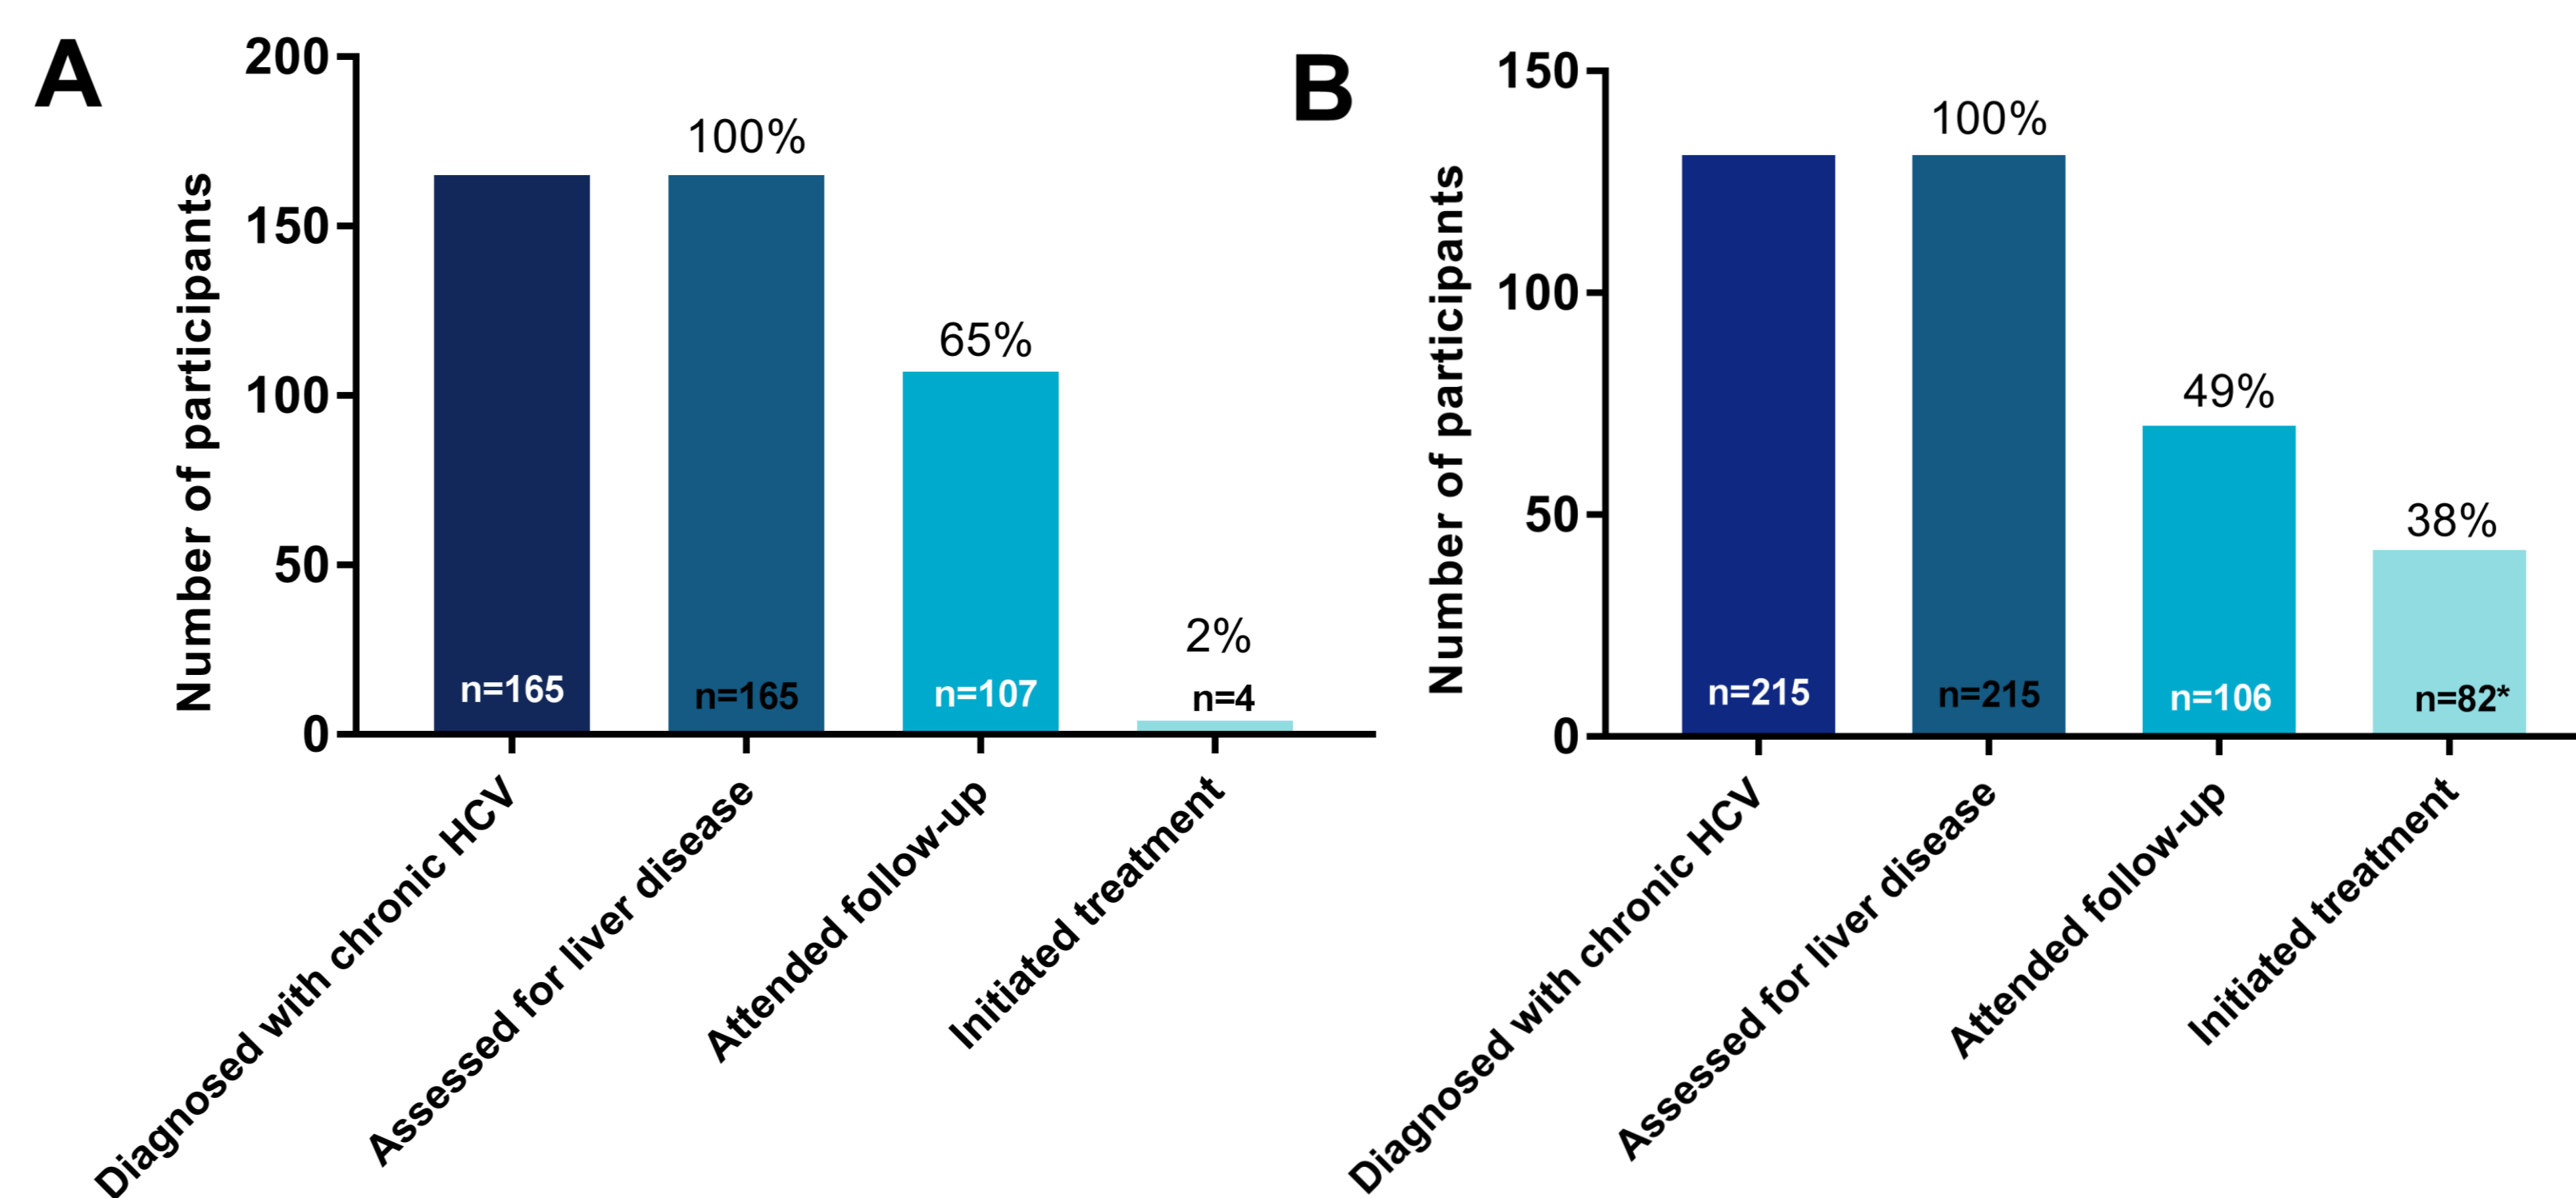 A
Number of participants
200
150
100
50
0
100%
65%
2%
n=165
n=165
n=107
n=4
Diagnosed with chronic HCV
Assessed for liver disease
Attended follow-up
Initiated treatment
B
Number of participants
150
100
50
0
100%
49%
38%
n=215
n=215
n=106
n=82*
Diagnosed with chronic HCV
Assessed for liver disease
Attended follow-up
Initiated treatment